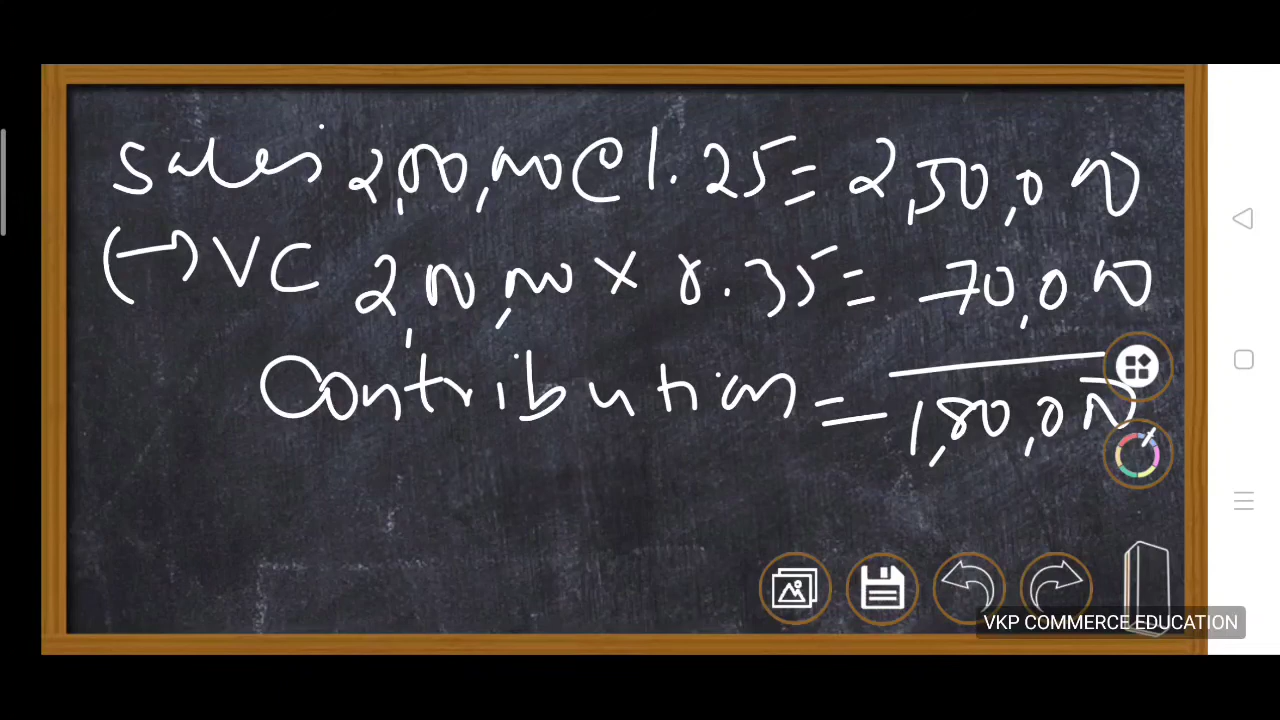 Sales 2,00,000 @ 1.25 = 2,50,000
(-) VC 2,00,000 x 0.35 = 70,000
Contribution = 1,80,000
VKP COMMERCE EDUCATION